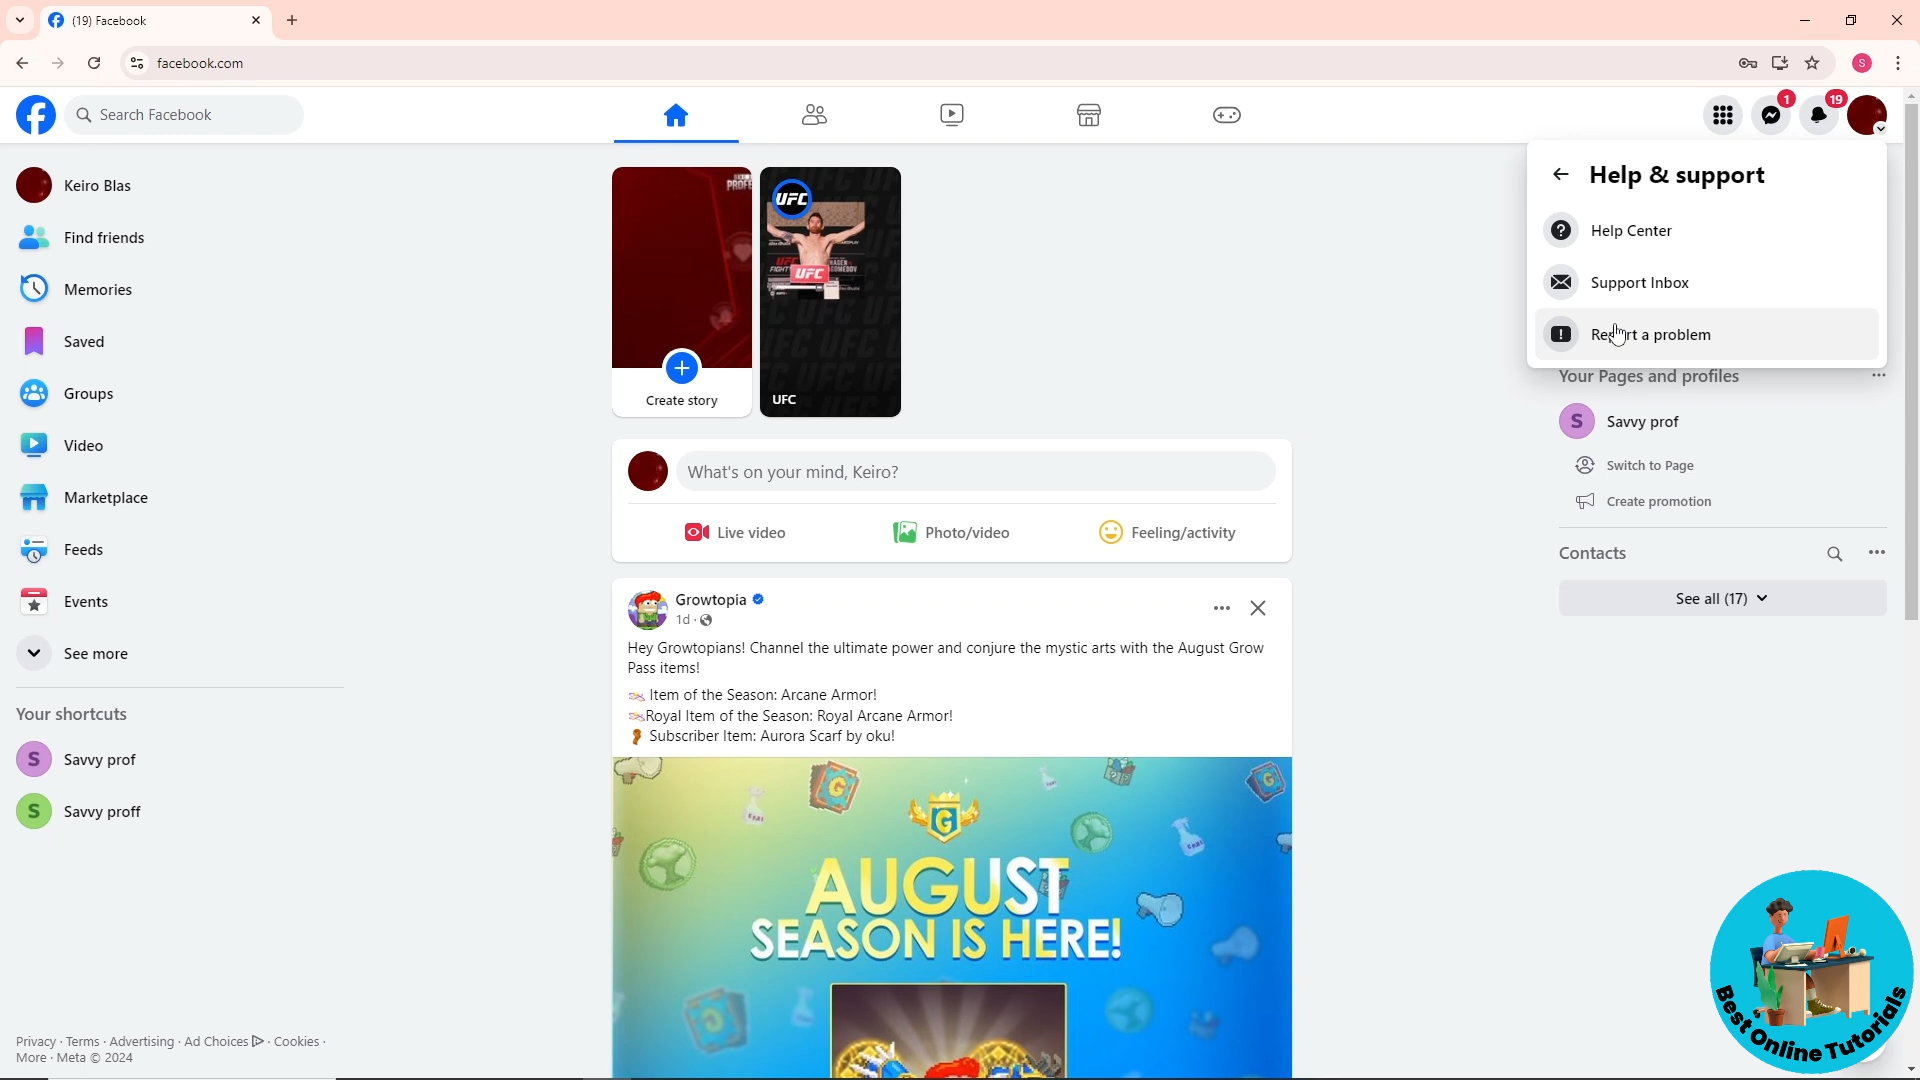 (19) Facebook
facebook.com
Search Facebook
1
19
S
Keiro Blas
Find friends
Memories
Saved
Groups
Video
Marketplace
Feeds
Events
See more
Your shortcuts
S Savvy prof
S Savvy proff
Privacy · Terms · Advertising · Ad Choices · Cookies ·
More · Meta © 2024
Create story
UFC
UFC
UFC
What's on your mind, Keiro?
Live video
Photo/video
Feeling/activity
Growtopia
1d ·
Hey Growtopians! Channel the ultimate power and conjure the mystic arts with the August Grow
Pass items!
Item of the Season: Arcane Armor!
Royal Item of the Season: Royal Arcane Armor!
Subscriber Item: Aurora Scarf by oku!
G
AUGUST
SEASON IS HERE!
Help & support
Help Center
Support Inbox
Report a problem
Your Pages and profiles
S Savvy prof
Switch to Page
Create promotion
Contacts
See all (17)
Best Online Tutorials